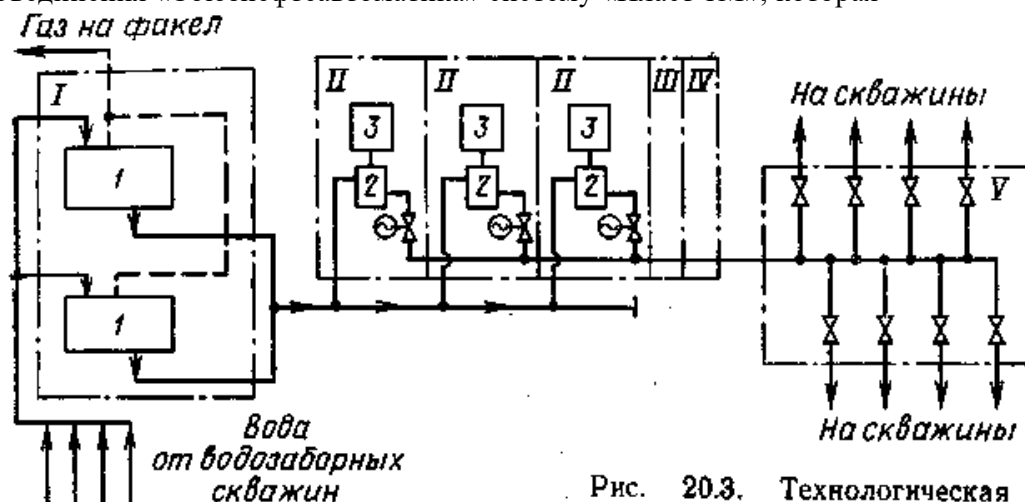 Газ на факел
I
II
II
II
III
IV
3
3
3
2
2
2
1
1
На скважины
V
На скважины
Вода
от водозаборных
скважин
Рис. 20.3. Технологическая